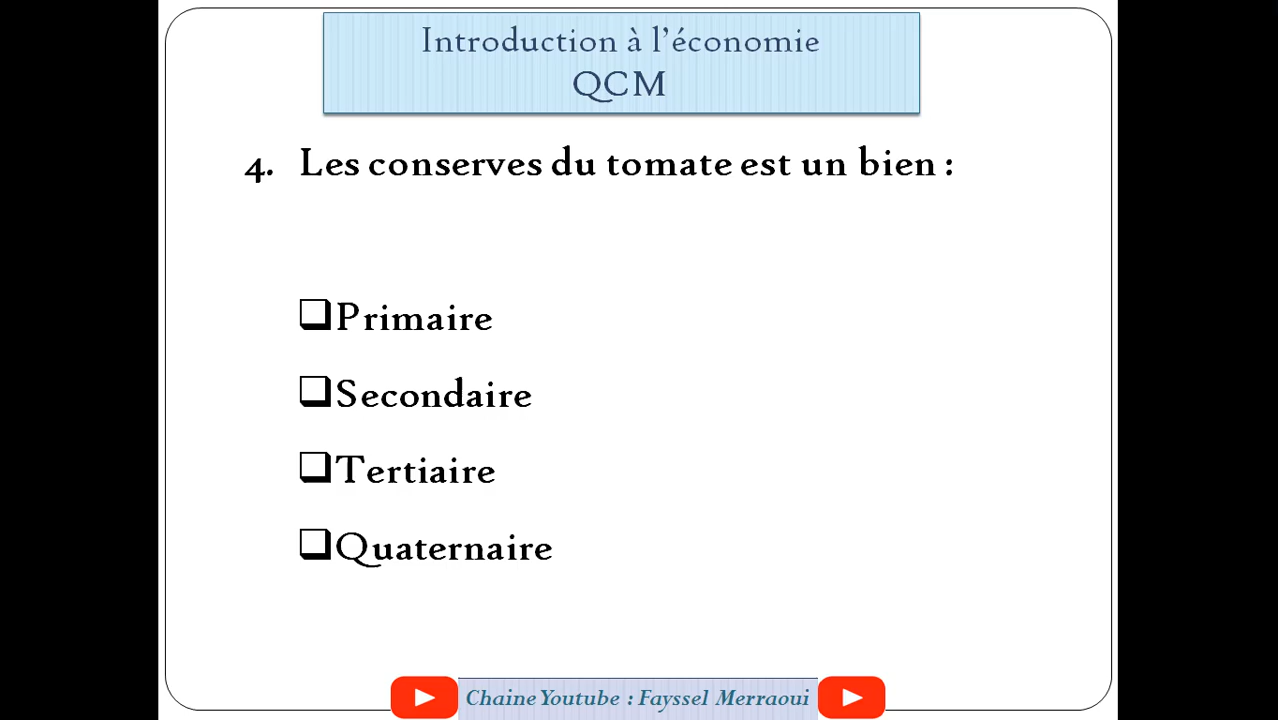 Introduction à l'économie
QCM
4. Les conserves du tomate est un bien :
Primaire
Secondaire
Tertiaire
Quaternaire
Chaine Youtube : Fayssel Merraoui